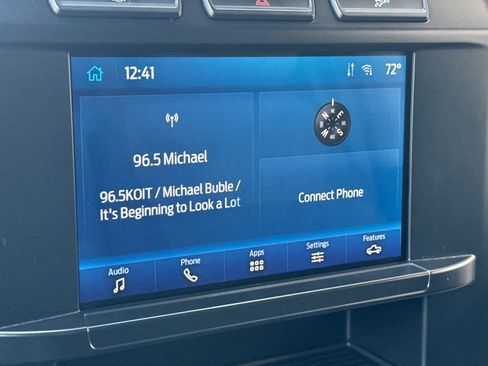 12:41
72°
96.5 Michael
96.5KOIT / Michael Buble /
It's Beginning to Look a Lot
N
E
S
Connect Phone
Audio
Phone
Apps
Settings
Features